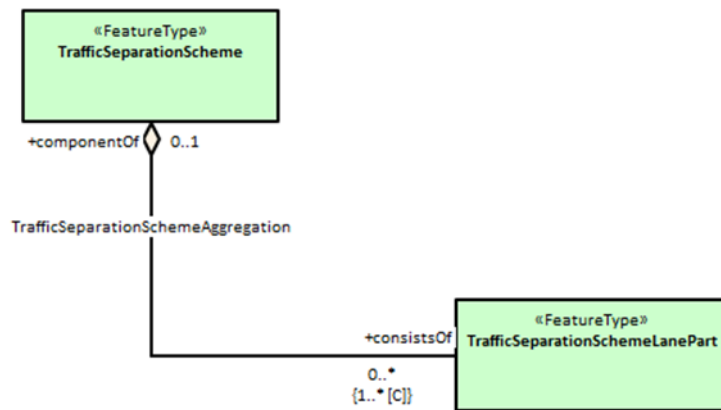 «FeatureType»
TrafficSeparationScheme
+componentOf
0..1
TrafficSeparationSchemeAggregation
«FeatureType»
TrafficSeparationSchemeLanePart
+consistsOf
0..*
{1..* [C]}